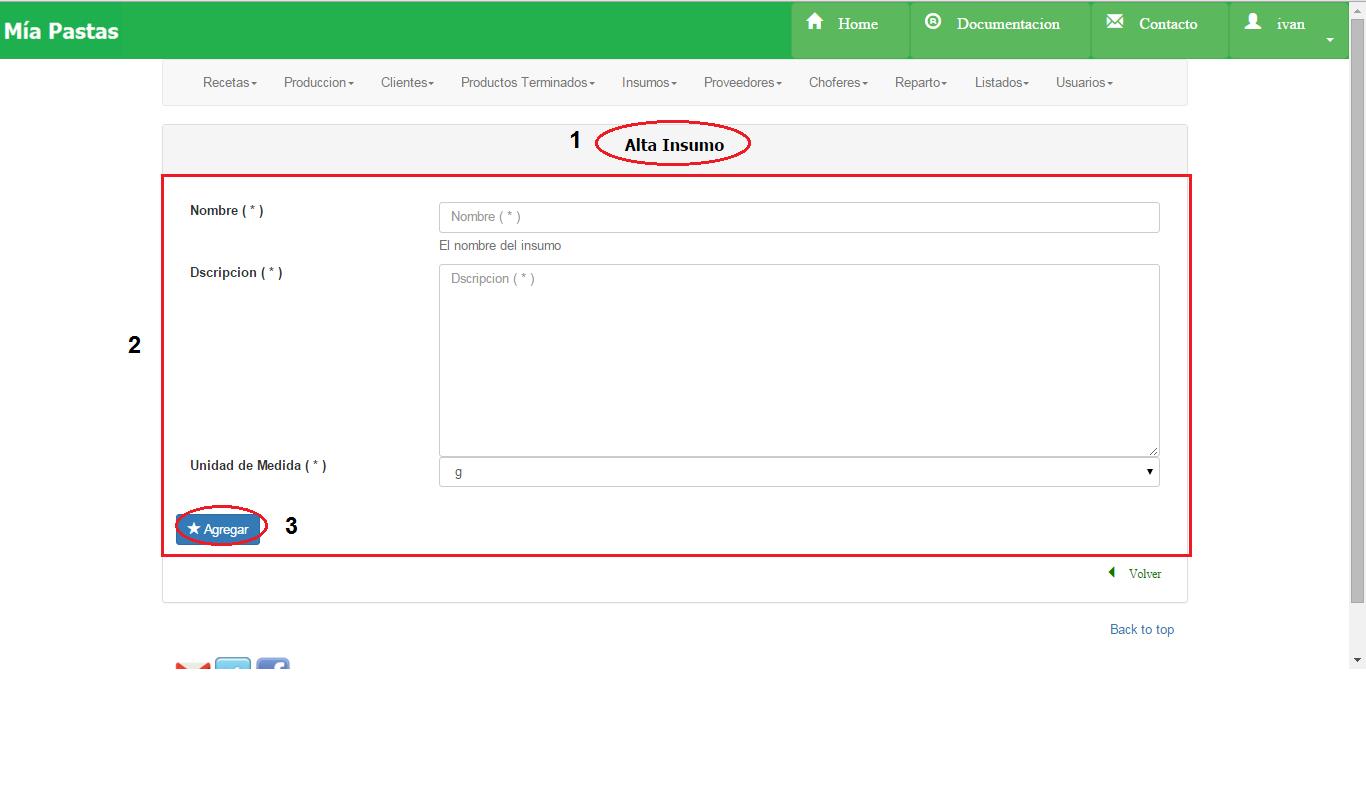 Mía Pastas Home Documentacion Contacto ivan
Recetas Produccion Clientes Productos Terminados Insumos Proveedores Choferes Reparto Listados Usuarios
1 Alta Insumo
Nombre ( * ) Nombre ( * )
El nombre del insumo
Dscripcion ( * ) Dscripcion ( * )
2
Unidad de Medida ( * ) g
Agregar 3
Volver
Back to top